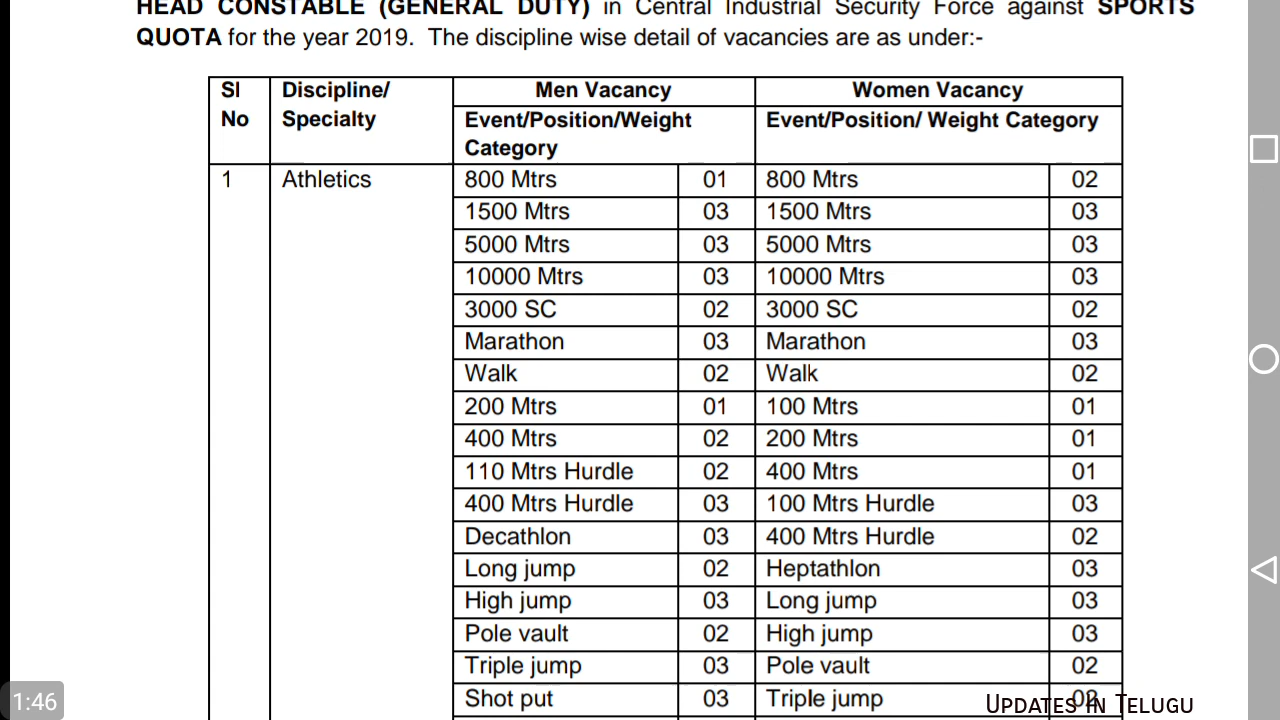 HEAD CONSTABLE (GENERAL DUTY) in Central Industrial Security Force against SPORTS
QUOTA for the year 2019. The discipline wise detail of vacancies are as under:-
Sl No Discipline/ Specialty Men Vacancy Women Vacancy
Event/Position/Weight Category Event/Position/ Weight Category
1 Athletics 800 Mtrs 01 800 Mtrs 02
1500 Mtrs 03 1500 Mtrs 03
5000 Mtrs 03 5000 Mtrs 03
10000 Mtrs 03 10000 Mtrs 03
3000 SC 02 3000 SC 02
Marathon 03 Marathon 03
Walk 02 Walk 02
200 Mtrs 01 100 Mtrs 01
400 Mtrs 02 200 Mtrs 01
110 Mtrs Hurdle 02 400 Mtrs 01
400 Mtrs Hurdle 03 100 Mtrs Hurdle 03
Decathlon 03 400 Mtrs Hurdle 02
Long jump 02 Heptathlon 03
High jump 03 Long jump 03
Pole vault 02 High jump 03
Triple jump 03 Pole vault 02
Shot put 03 Triple jump
1:46
Updates in Telugu